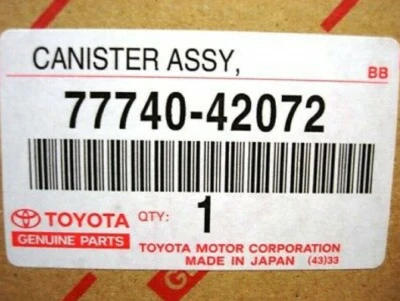 CANISTER ASSY,
BB
77740-42072
TOYOTA
GENUINE PARTS
QTY: 1
TOYOTA MOTOR CORPORATION
MADE IN JAPAN (43)33